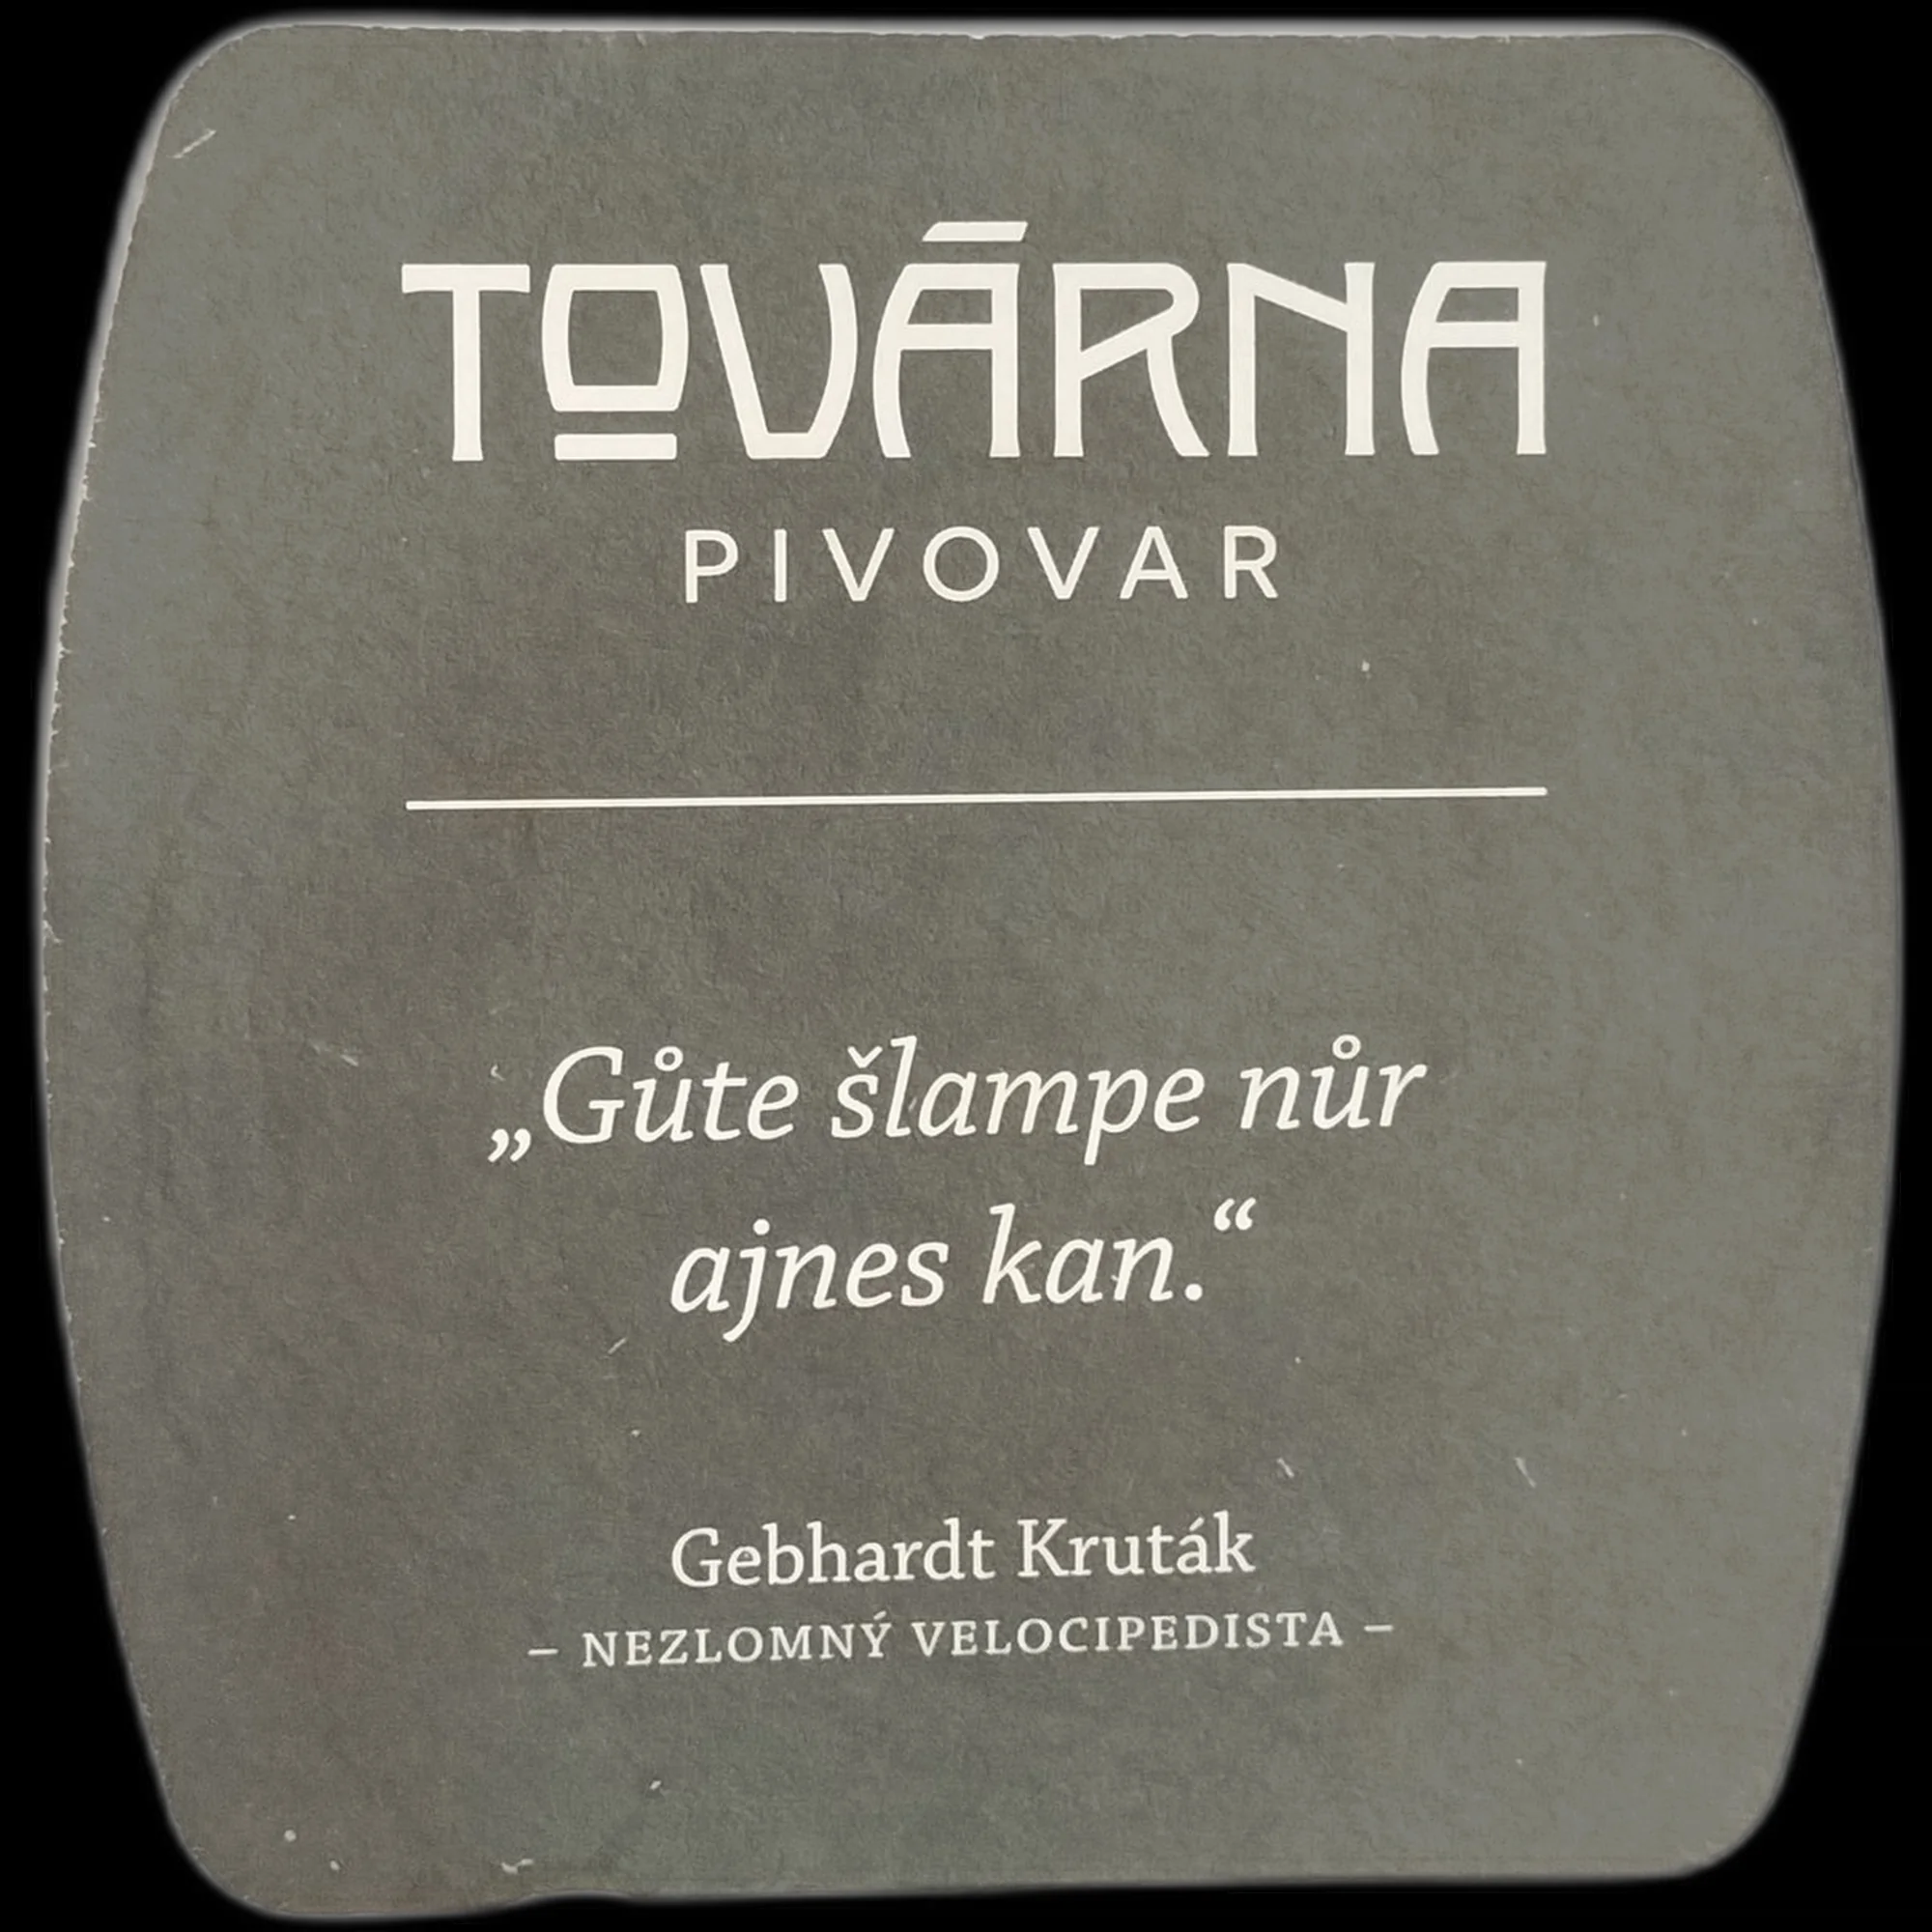 TOVÁRNA
PIVOVAR
„Gůte šlampe nůr
ajnes kan.“
Gebhardt Kruták
– NEZLOMNÝ VELOCIPEDISTA –